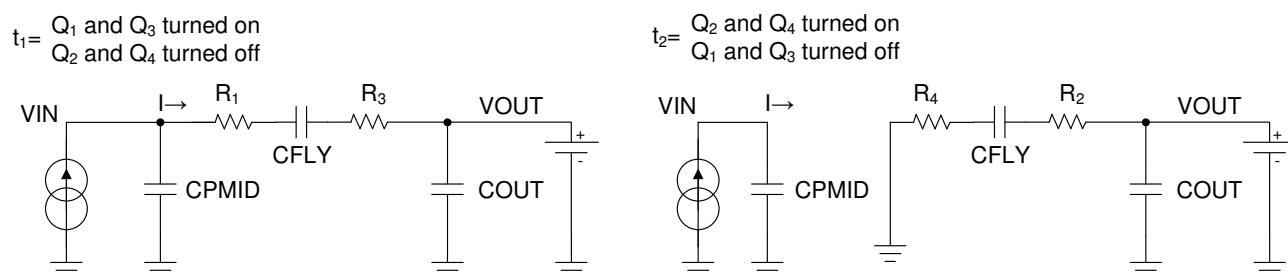 t₁= Q₁ and Q₃ turned on
Q₂ and Q₄ turned off
t₂= Q₂ and Q₄ turned on
Q₁ and Q₃ turned off
VIN I→ R₁ R₃ VOUT
+
-
CFLY
CPMID
COUT
VIN I→ R₄ R₂ VOUT
+
-
CFLY
CPMID
COUT